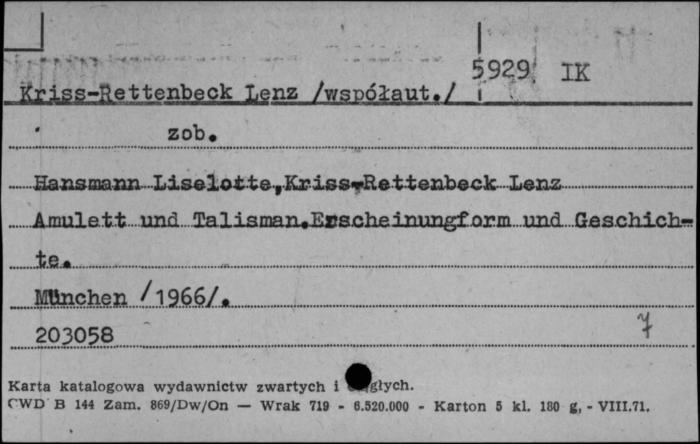 5929 IK
Kriss-Rettenbeck Lenz /współaut./
zob.
Hansmann Liselotte,Kriss-Rettenbeck Lenz
Amulett und Talisman.Erscheinungform und Geschich-
te.
München /1966/.
203058 7
Karta katalogowa wydawnictw zwartych i
CWD B 144 Zam. 869/Dw/On — Wrak 719 - 6.520.000 - Karton 5 kl. 180 g, - VIII.71.